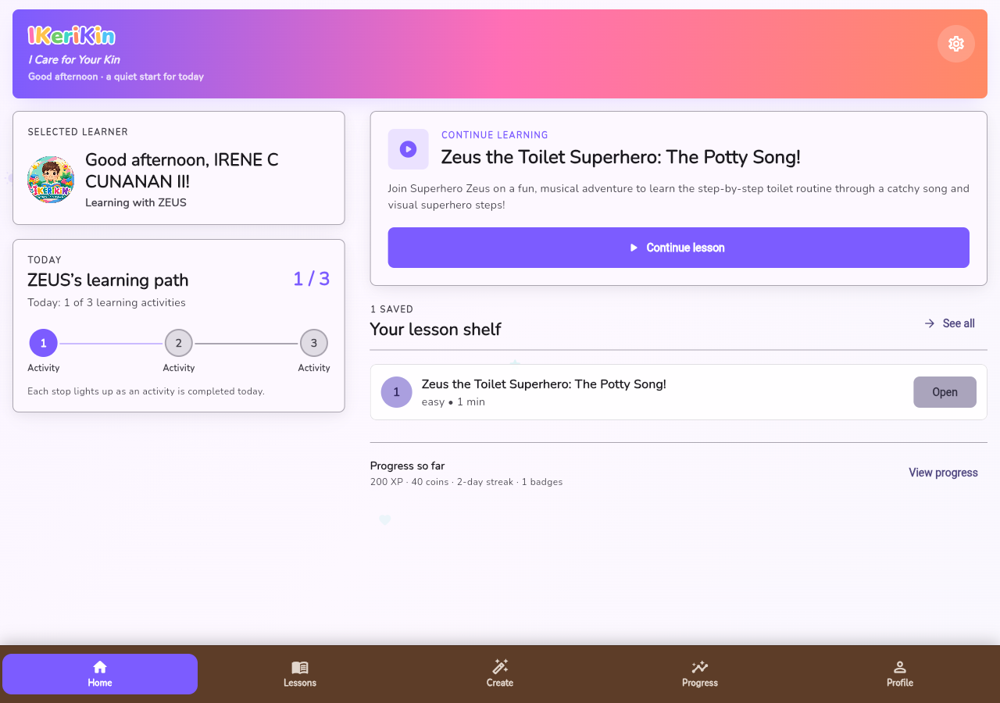 IKeriKin
I Care for Your Kin
Good afternoon · a quiet start for today
SELECTED LEARNER
IKERIKIN
Good afternoon, IRENE C
CUNANAN II!
Learning with ZEUS
TODAY
ZEUS’s learning path
1 / 3
Today: 1 of 3 learning activities
1
2
3
Activity
Activity
Activity
Each stop lights up as an activity is completed today.
CONTINUE LEARNING
Zeus the Toilet Superhero: The Potty Song!
Join Superhero Zeus on a fun, musical adventure to learn the step-by-step toilet routine through a catchy song and
visual superhero steps!
Continue lesson
1 SAVED
Your lesson shelf
See all
1
Zeus the Toilet Superhero: The Potty Song!
easy • 1 min
Open
Progress so far
200 XP · 40 coins · 2-day streak · 1 badges
View progress
Home
Lessons
Create
Progress
Profile